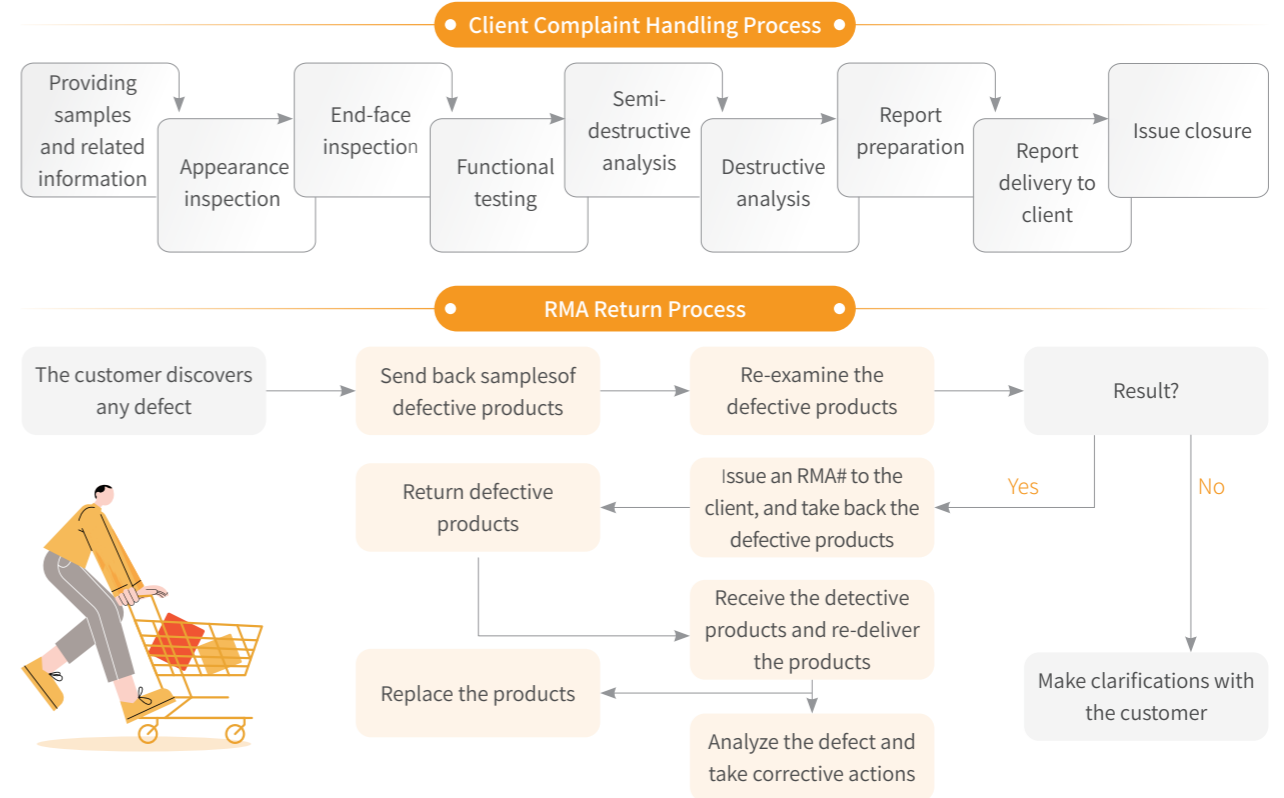 Client Complaint Handling Process
Providing
samples
and related
information
Appearance
inspection
End-face
inspection
Functional
testing
Semi-
destructive
analysis
Destructive
analysis
Report
preparation
Report
delivery to
client
Issue closure
RMA Return Process
The customer discovers
any defect
Send back samplesof
defective products
Re-examine the
defective products
Result?
Yes
No
Issue an RMA# to the
client, and take back the
defective products
Return defective
products
Receive the detective
products and re-deliver
the products
Replace the products
Analyze the defect and
take corrective actions
Make clarifications with
the customer